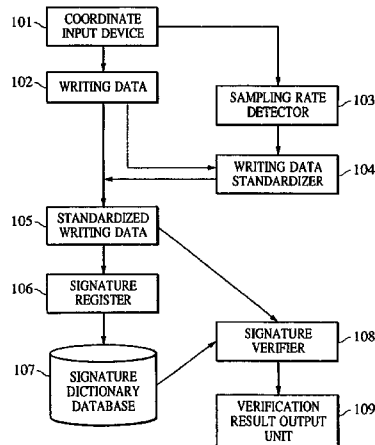 101
COORDINATE
INPUT DEVICE
102
WRITING DATA
SAMPLING RATE
DETECTOR
103
WRITING DATA
STANDARDIZER
104
105
STANDARDIZED
WRITING DATA
106
SIGNATURE
REGISTER
107
SIGNATURE
DICTIONARY
DATABASE
SIGNATURE
VERIFIER
108
VERIFICATION
RESULT OUTPUT
UNIT
109